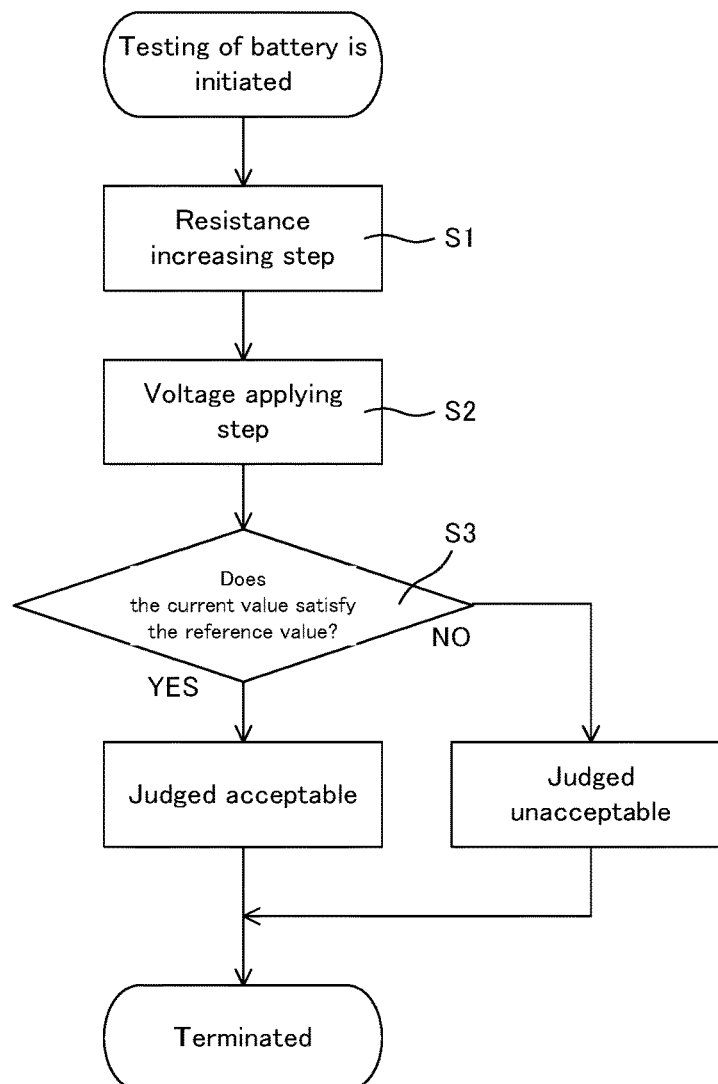 Testing of battery is
initiated
Resistance
increasing step
S1
Voltage applying
step
S2
S3
Does
the current value satisfy
the reference value?
NO
YES
Judged acceptable
Judged
unacceptable
Terminated